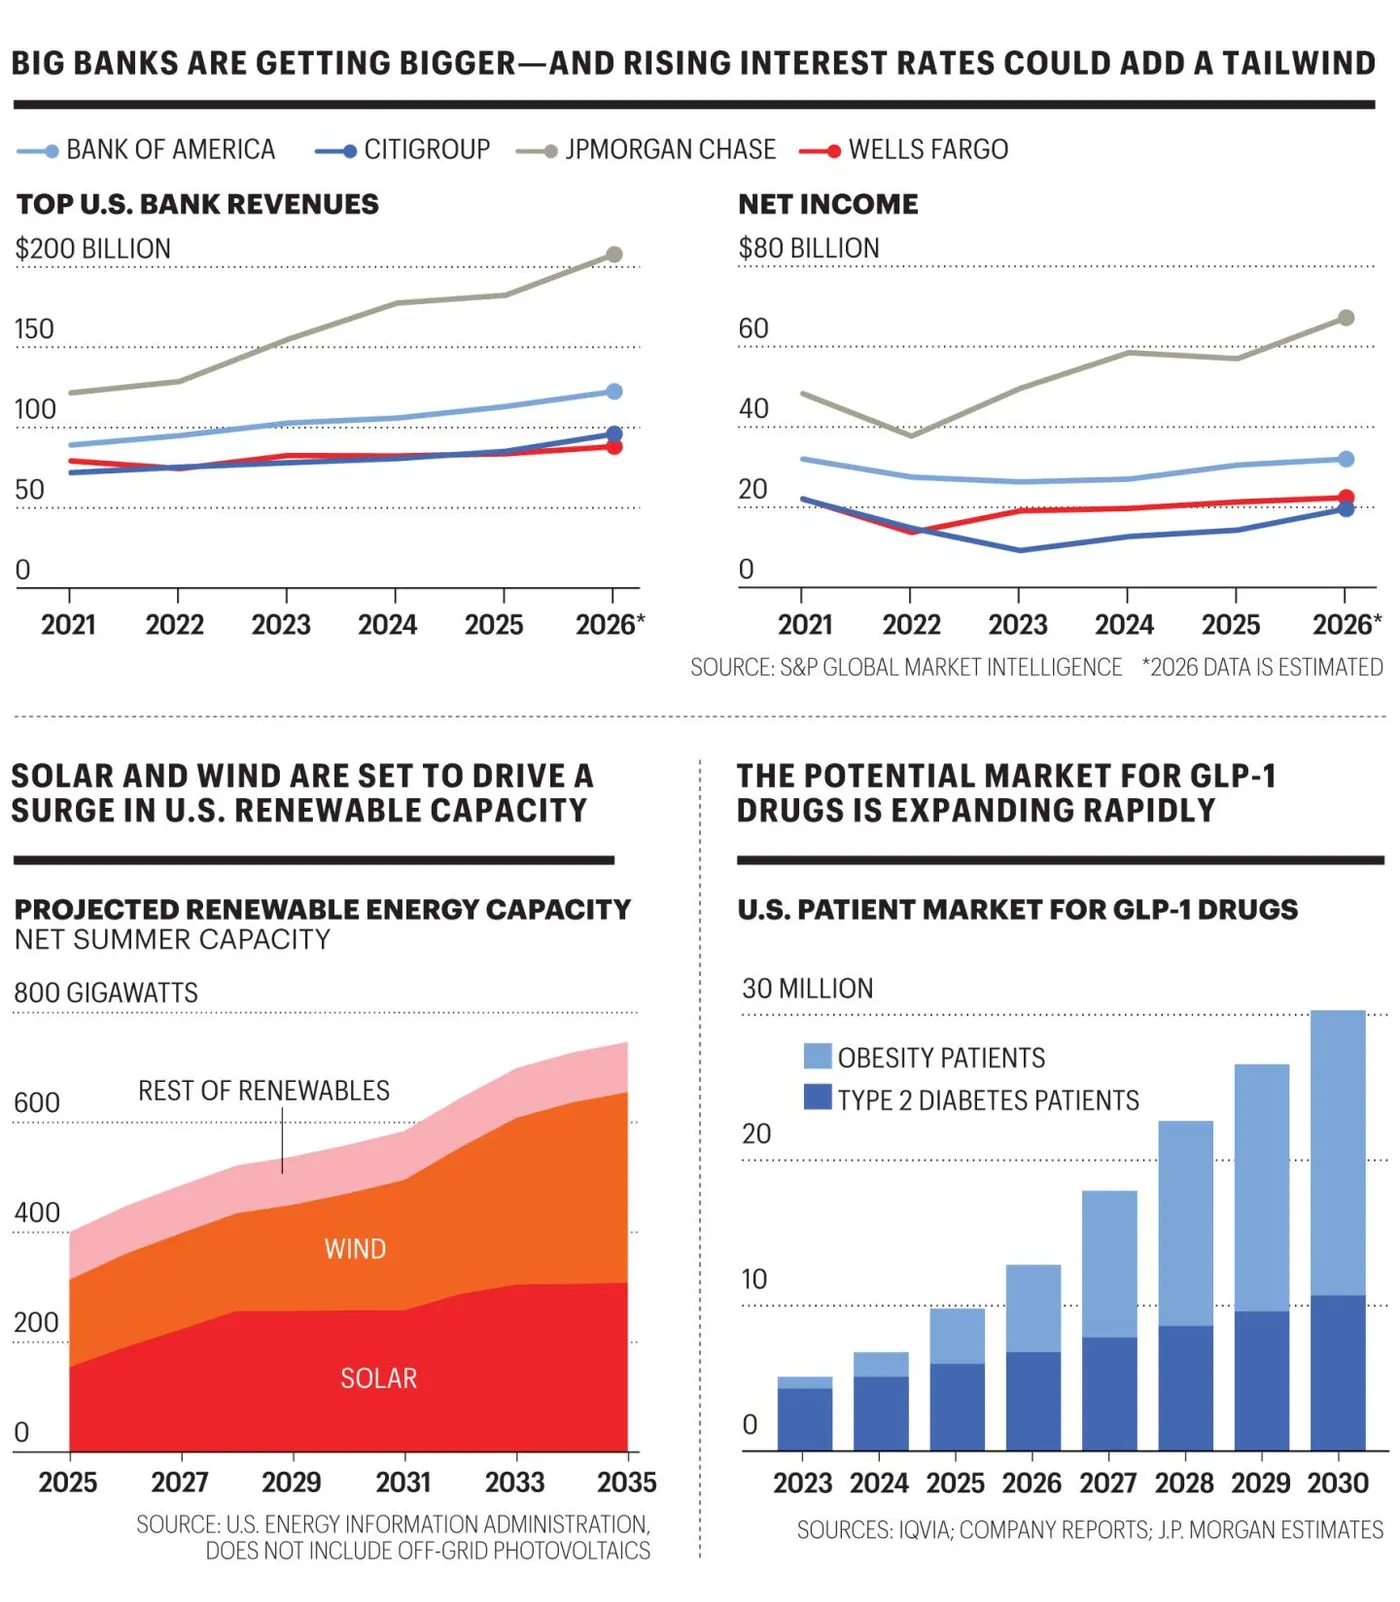 BIG BANKS ARE GETTING BIGGER—AND RISING INTEREST RATES COULD ADD A TAILWIND
BANK OF AMERICA CITIGROUP JPMORGAN CHASE WELLS FARGO
TOP U.S. BANK REVENUES
$200 BILLION
150
100
50
0
2021 2022 2023 2024 2025 2026*
NET INCOME
$80 BILLION
60
40
20
0
2021 2022 2023 2024 2025 2026*
SOURCE: S&P GLOBAL MARKET INTELLIGENCE *2026 DATA IS ESTIMATED
SOLAR AND WIND ARE SET TO DRIVE A
SURGE IN U.S. RENEWABLE CAPACITY
PROJECTED RENEWABLE ENERGY CAPACITY
NET SUMMER CAPACITY
800 GIGAWATTS
REST OF RENEWABLES
600
400
WIND
200
SOLAR
0
2025 2027 2029 2031 2033 2035
SOURCE: U.S. ENERGY INFORMATION ADMINISTRATION,
DOES NOT INCLUDE OFF-GRID PHOTOVOLTAICS
THE POTENTIAL MARKET FOR GLP-1
DRUGS IS EXPANDING RAPIDLY
U.S. PATIENT MARKET FOR GLP-1 DRUGS
30 MILLION
OBESITY PATIENTS
TYPE 2 DIABETES PATIENTS
20
10
0
2023 2024 2025 2026 2027 2028 2029 2030
SOURCES: IQVIA; COMPANY REPORTS; J.P. MORGAN ESTIMATES